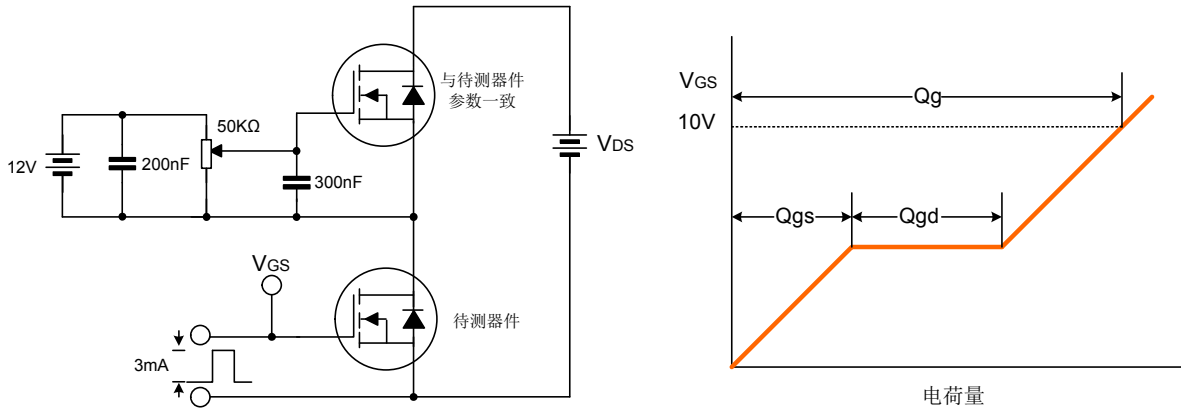 与待测器件
参数一致
50KΩ
12V
200nF
300nF
VDS
VGS
待测器件
3mA
VGS
10V
Qg
Qgs
Qgd
电荷量